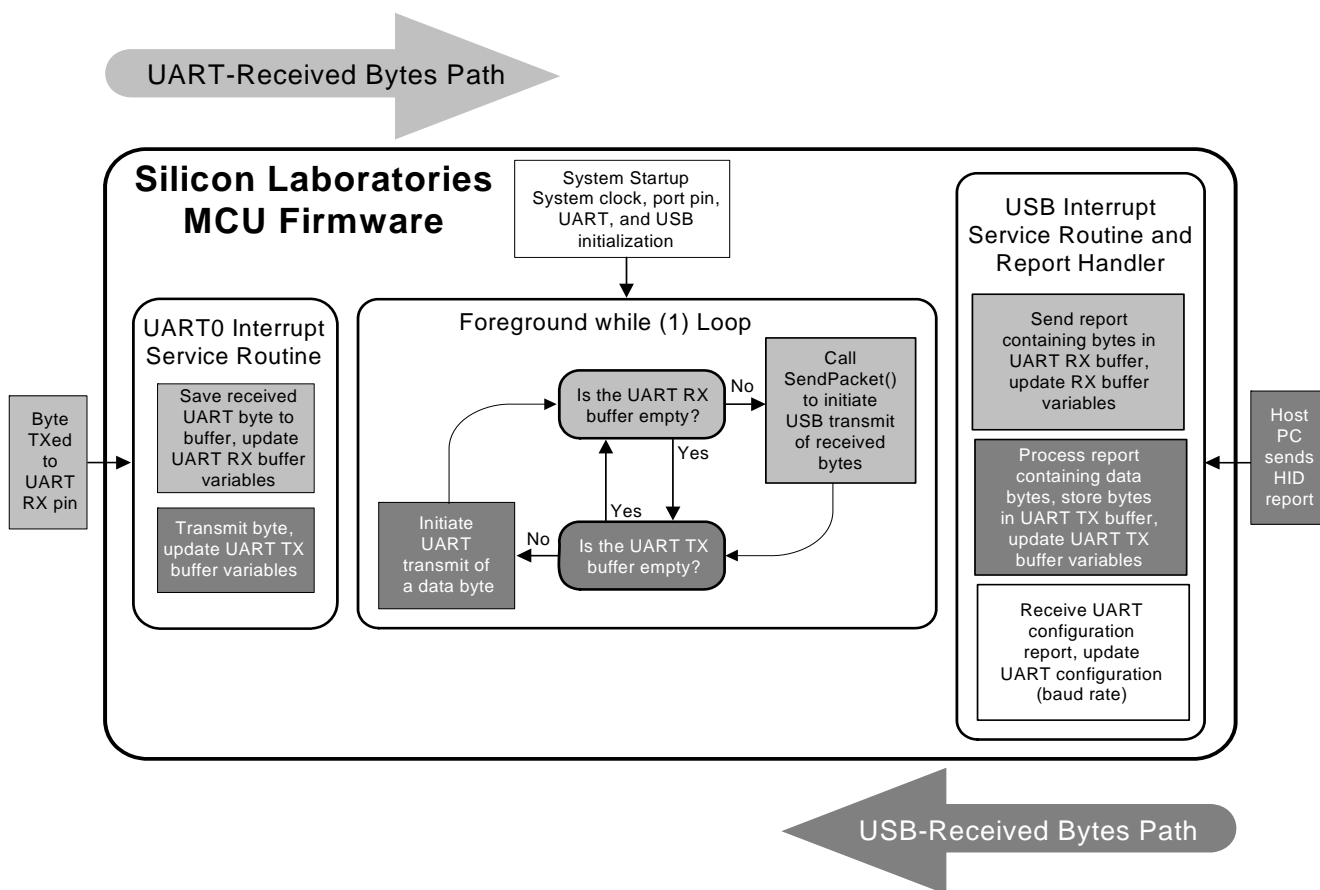 UART-Received Bytes Path
Silicon Laboratories
MCU Firmware
System Startup
System clock, port pin,
UART, and USB
initialization
USB Interrupt
Service Routine and
Report Handler
UART0 Interrupt
Service Routine
Foreground while (1) Loop
Byte
TXed
to
UART
RX pin
Save received
UART byte to
buffer, update
UART RX buffer
variables
Transmit byte,
update UART TX
buffer variables
Is the UART RX
buffer empty?
No
Call
SendPacket()
to initiate
USB transmit
of received
bytes
Yes
Yes
Initiate
UART
transmit of
a data byte
No
Is the UART TX
buffer empty?
Send report
containing bytes in
UART RX buffer,
update RX buffer
variables
Process report
containing data
bytes, store bytes
in UART TX buffer,
update UART TX
buffer variables
Receive UART
configuration
report, update
UART configuration
(baud rate)
Host
PC
sends
HID
report
USB-Received Bytes Path